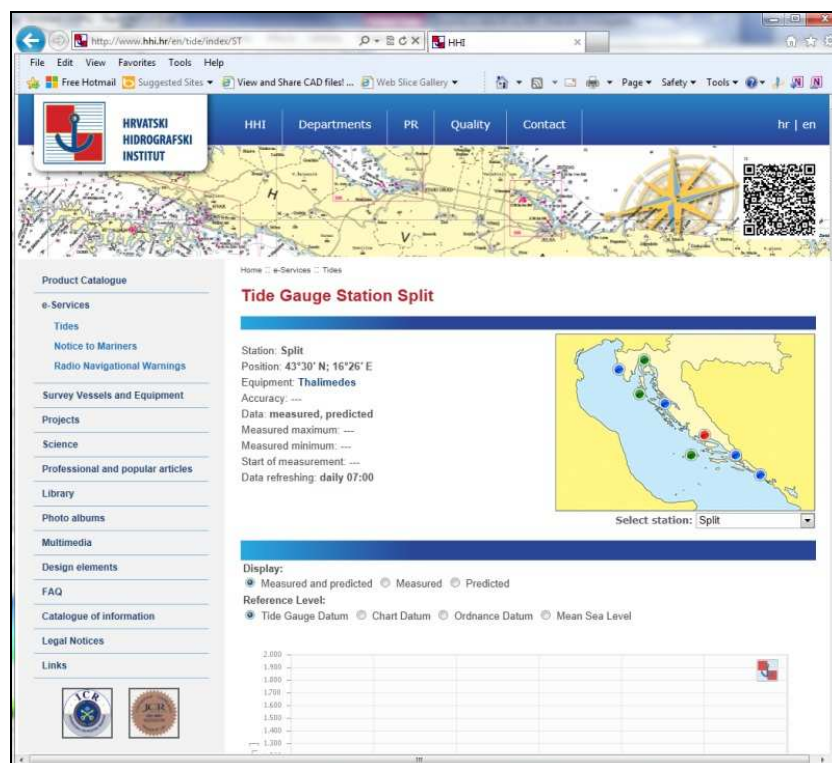 http://www.hhi.hr/en/tide/index/ST
HHI
File Edit View Favorites Tools Help
Free Hotmail Suggested Sites View and Share CAD files! ... Web Slice Gallery Page Safety Tools
HRVATSKI
HIDROGRAFSKI
INSTITUT
HHI Departments PR Quality Contact hr | en
H
V
Home :: e-Services :: Tides
Product Catalogue
e-Services
Tides
Notice to Mariners
Radio Navigational Warnings
Survey Vessels and Equipment
Projects
Science
Professional and popular articles
Library
Photo albums
Multimedia
Design elements
FAQ
Catalogue of information
Legal Notices
Links
ICR
JCR
Tide Gauge Station Split
Station: Split
Position: 43°30' N; 16°26' E
Equipment: Thalimedes
Accuracy: ---
Data: measured, predicted
Measured maximum: ---
Measured minimum: ---
Start of measurement: ---
Data refreshing: daily 07:00
Select station: Split
Display:
Measured and predicted Measured Predicted
Reference Level:
Tide Gauge Datum Chart Datum Ordnance Datum Mean Sea Level
2.000
1.900
1.800
1.700
1.600
1.500
1.400
1.300